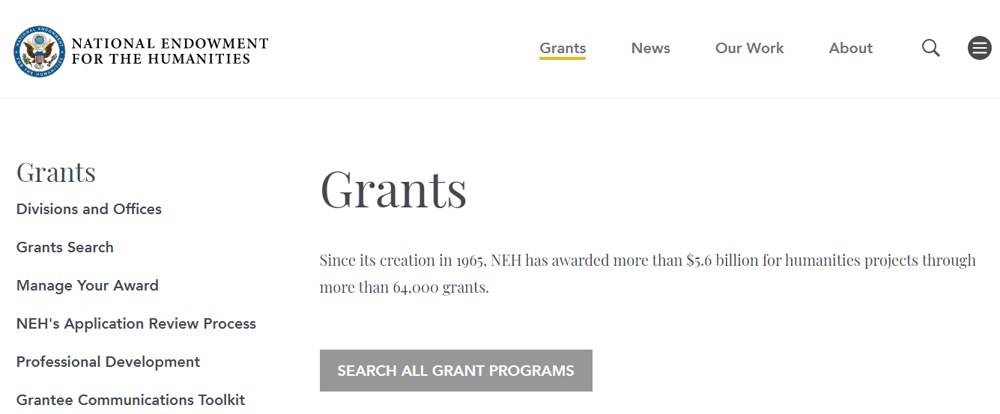 NATIONAL ENDOWMENT
FOR THE HUMANITIES
Grants
News
Our Work
About
Grants
Divisions and Offices
Grants Search
Manage Your Award
NEH's Application Review Process
Professional Development
Grantee Communications Toolkit
Grants
Since its creation in 1965, NEH has awarded more than $5.6 billion for humanities projects through
more than 64,000 grants.
SEARCH ALL GRANT PROGRAMS